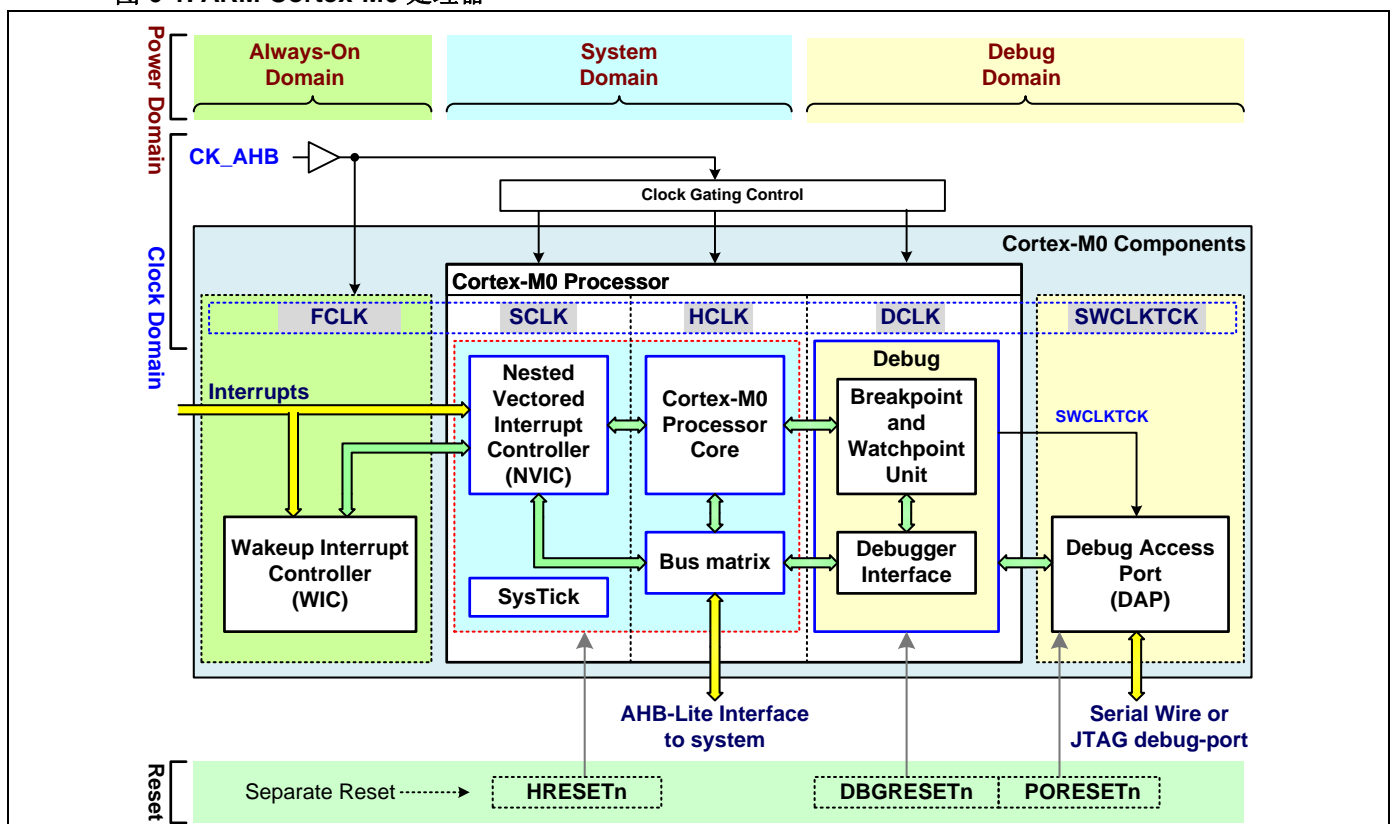 Always-On
Domain
System
Domain
Debug
Domain
Power Domain
CK_AHB
Clock Gating Control
Clock Domain
Cortex-M0 Components
Cortex-M0 Processor
FCLK
SCLK
HCLK
DCLK
SWCLKTCK
Interrupts
Nested
Vectored
Interrupt
Controller
(NVIC)
Cortex-M0
Processor
Core
Debug
Breakpoint
and
Watchpoint
Unit
SWCLKTCK
Wakeup Interrupt
Controller
(WIC)
SysTick
Bus matrix
Debugger
Interface
Debug Access
Port
(DAP)
AHB-Lite Interface
to system
Serial Wire or
JTAG debug-port
Reset
Separate Reset
HRESETn
DBGRESETn
PORESETn